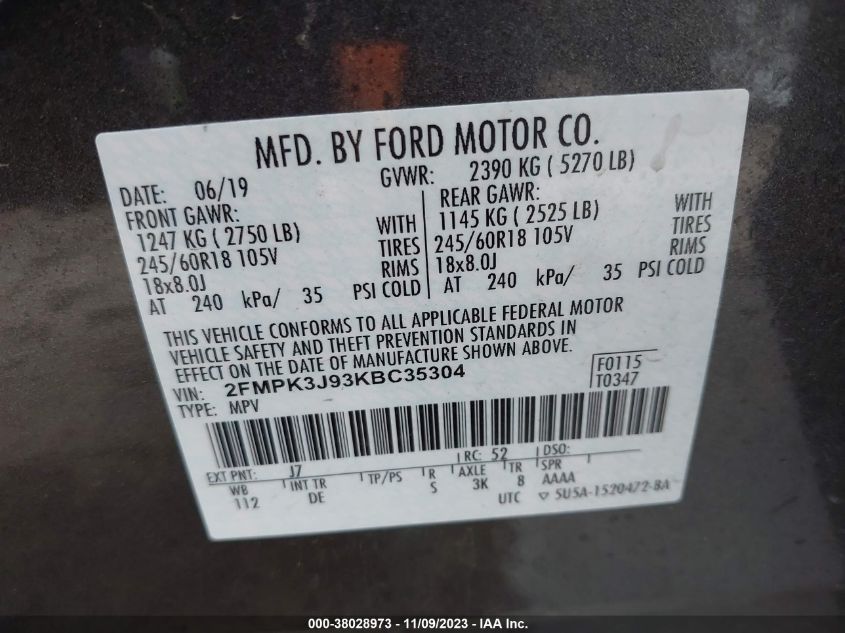 MFD. BY FORD MOTOR CO.
DATE: 06/19 GVWR: 2390 KG ( 5270 LB)
FRONT GAWR: REAR GAWR:
1247 KG ( 2750 LB) WITH 1145 KG ( 2525 LB) WITH
245/60R18 105V TIRES 245/60R18 105V TIRES
18x8.0J RIMS 18x8.0J RIMS
AT 240 kPa/ 35 PSI COLD AT 240 kPa/ 35 PSI COLD
THIS VEHICLE CONFORMS TO ALL APPLICABLE FEDERAL MOTOR
VEHICLE SAFETY AND THEFT PREVENTION STANDARDS IN
EFFECT ON THE DATE OF MANUFACTURE SHOWN ABOVE.
VIN: 2FMPK3J93KBC35304 F0115
TYPE: MPV T0347
EXT PNT: J7 RC: 52 DSO:
WB INT TR TP/PS R AXLE TR SPR
112 DE S 3K 8 AAAA
UTC ▽ 5U5A-1520472-BA
000-38028973 - 11/09/2023 - IAA Inc.